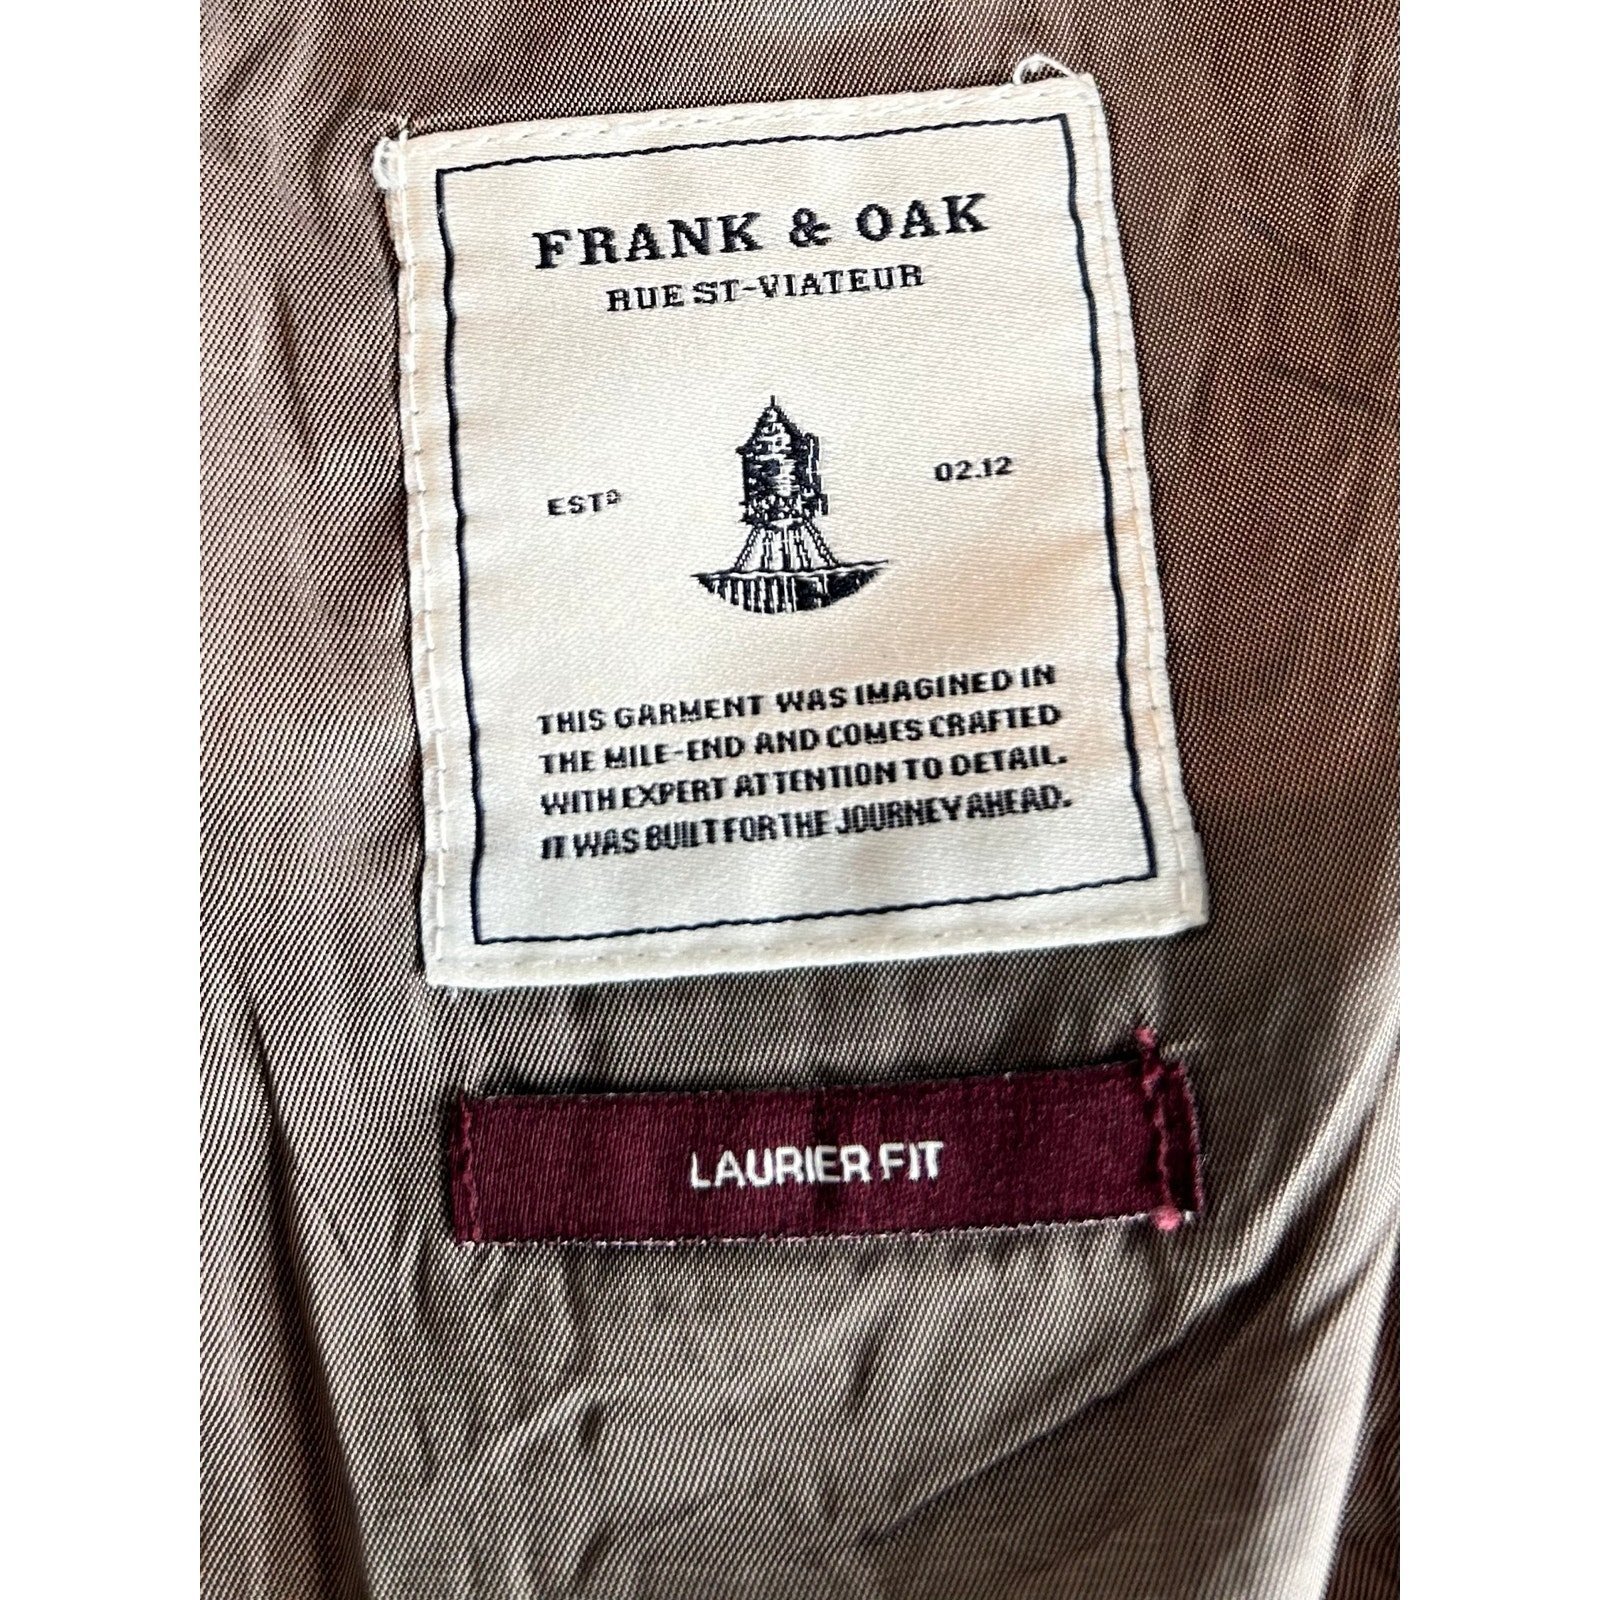 FRANK & OAK
RUE ST-VIATEUR
ESTD 02.12
THIS GARMENT WAS IMAGINED IN
THE MILE-END AND COMES CRAFTED
WITH EXPERT ATTENTION TO DETAIL.
IT WAS BUILT FOR THE JOURNEY AHEAD.
LAURIER FIT